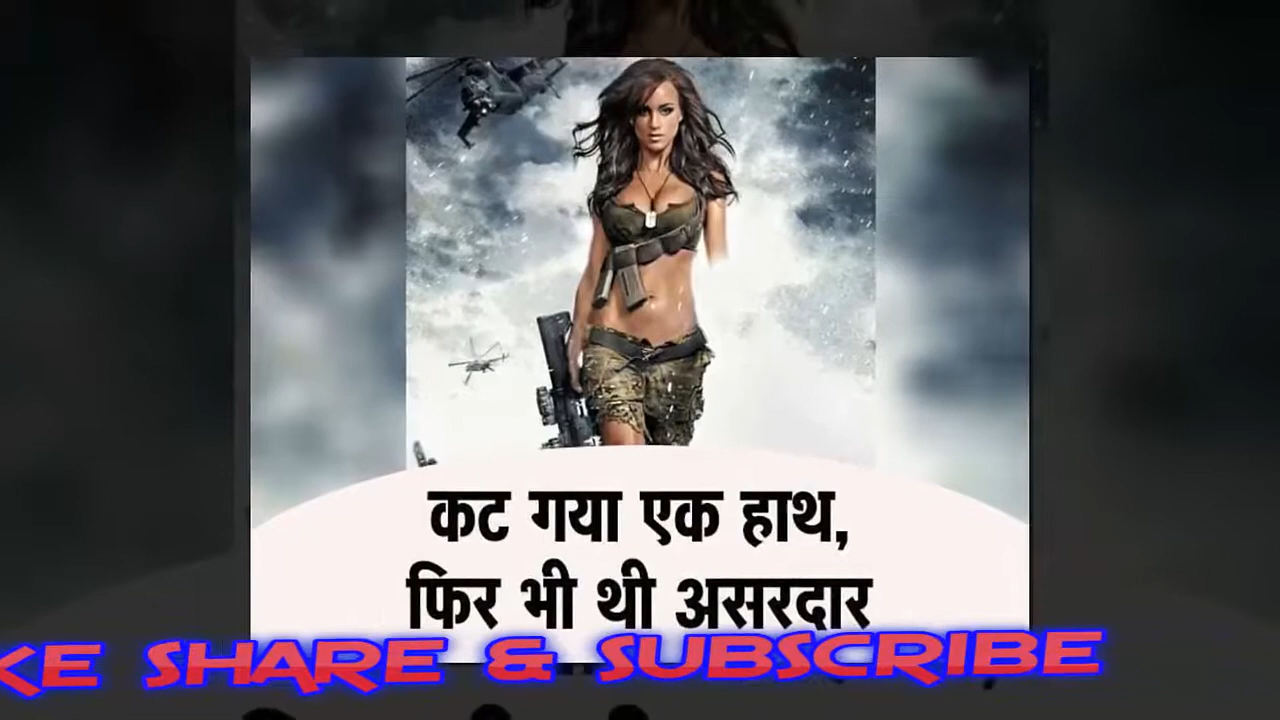 कट गया एक हाथ,
फिर भी थी असरदार
KE SHARE & SUBSCRIBE